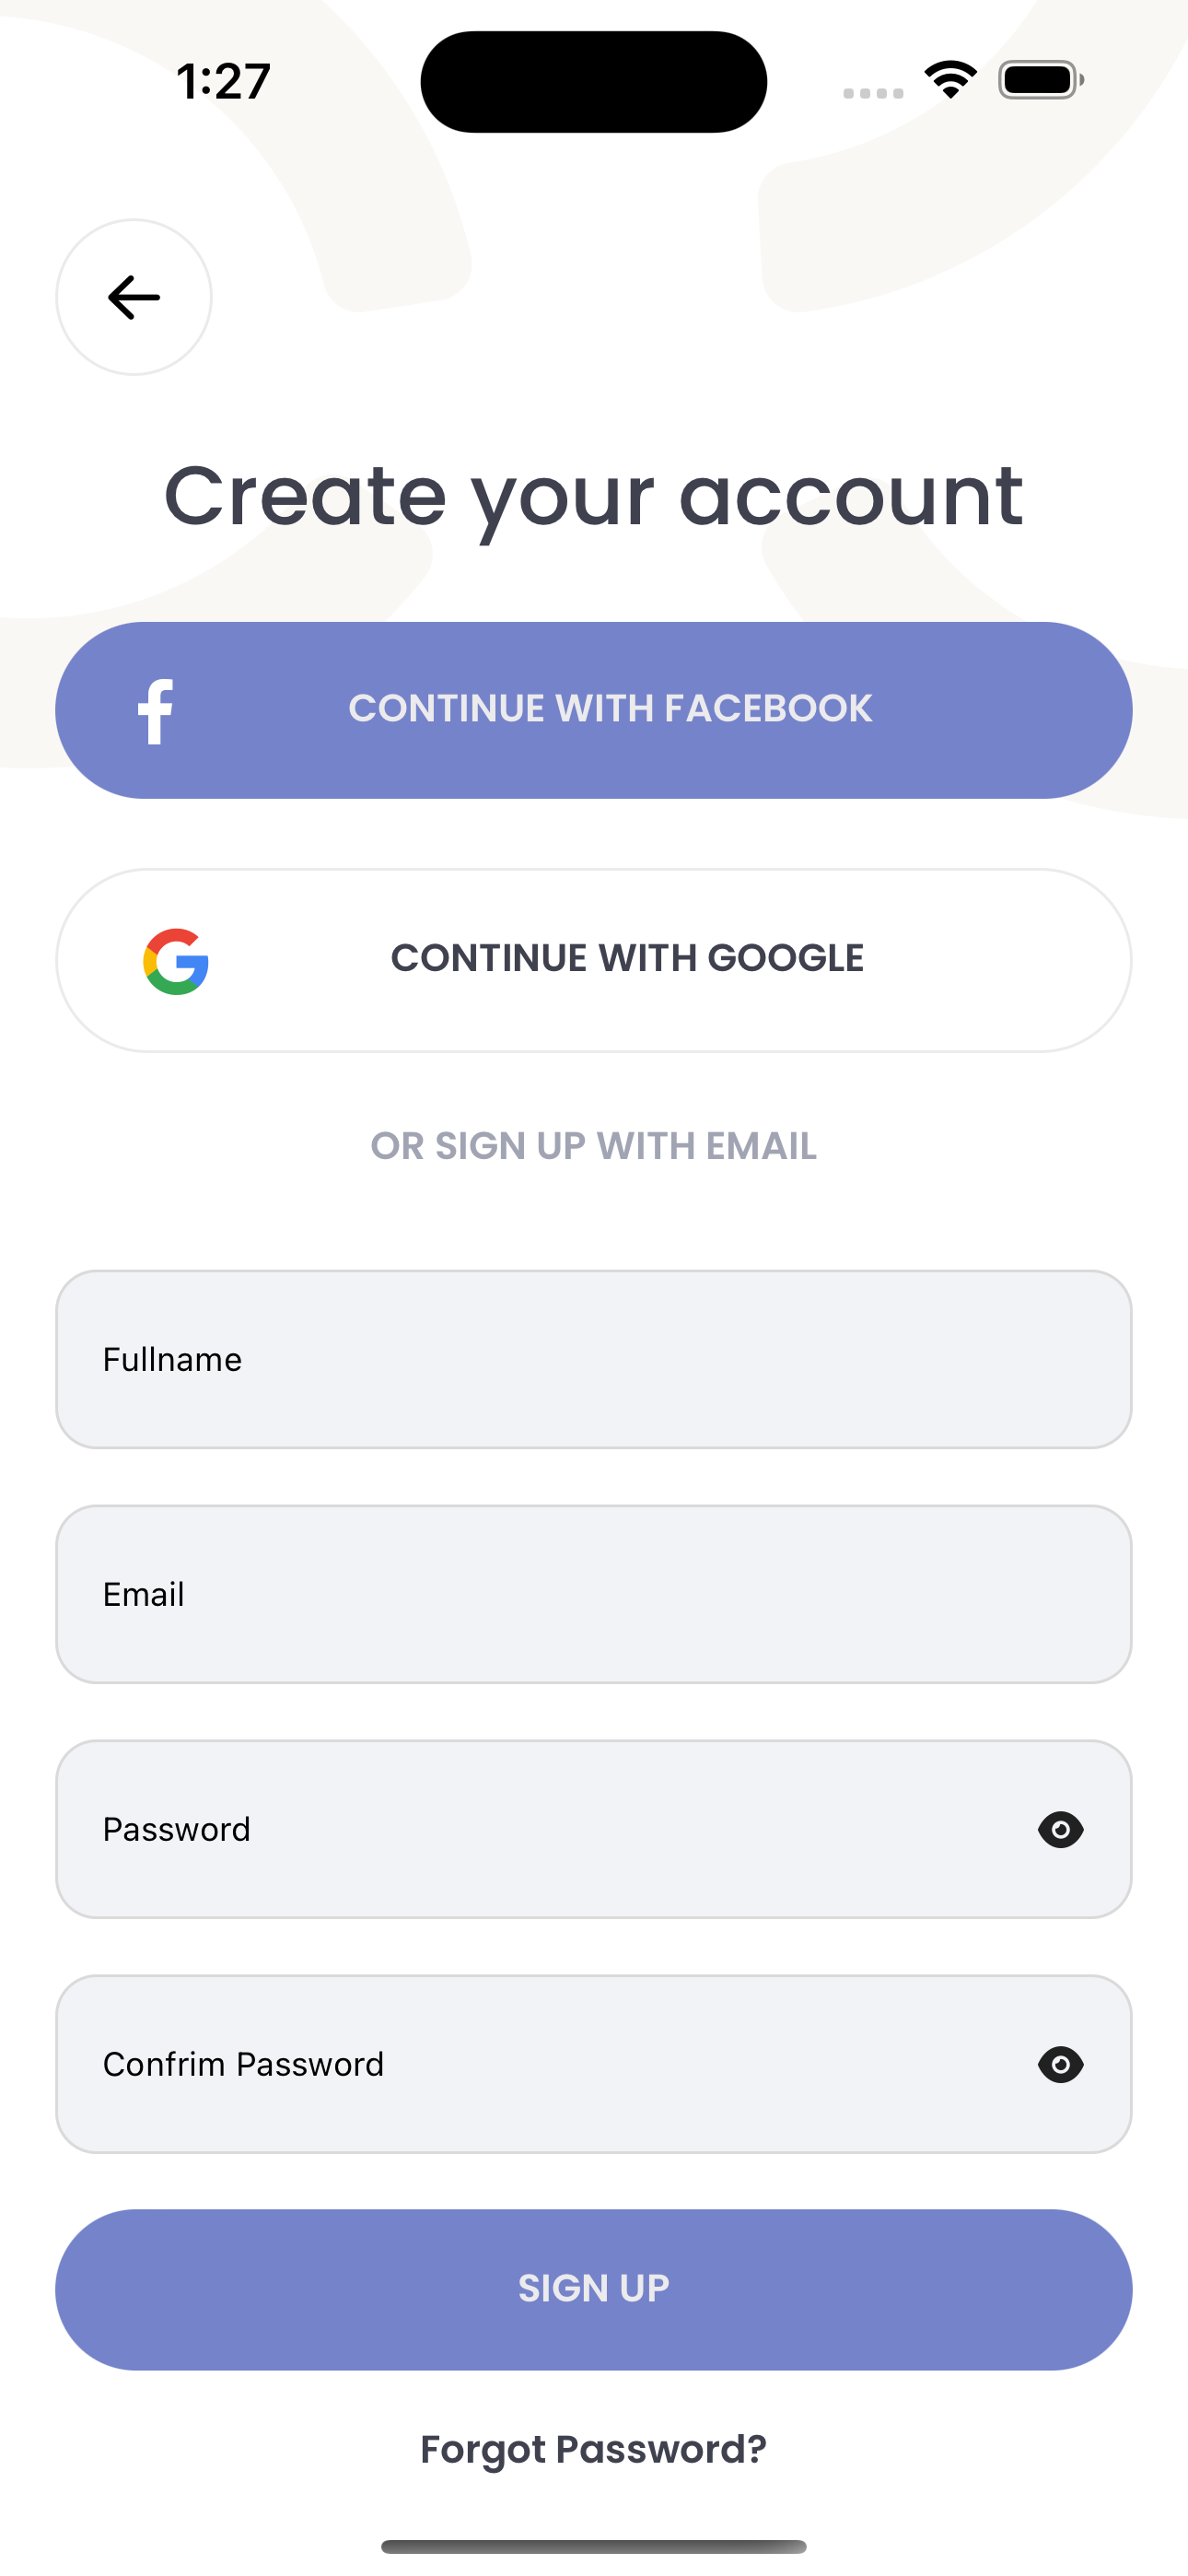 1:27
Create your account
CONTINUE WITH FACEBOOK
CONTINUE WITH GOOGLE
OR SIGN UP WITH EMAIL
Fullname
Email
Password
Confrim Password
SIGN UP
Forgot Password?